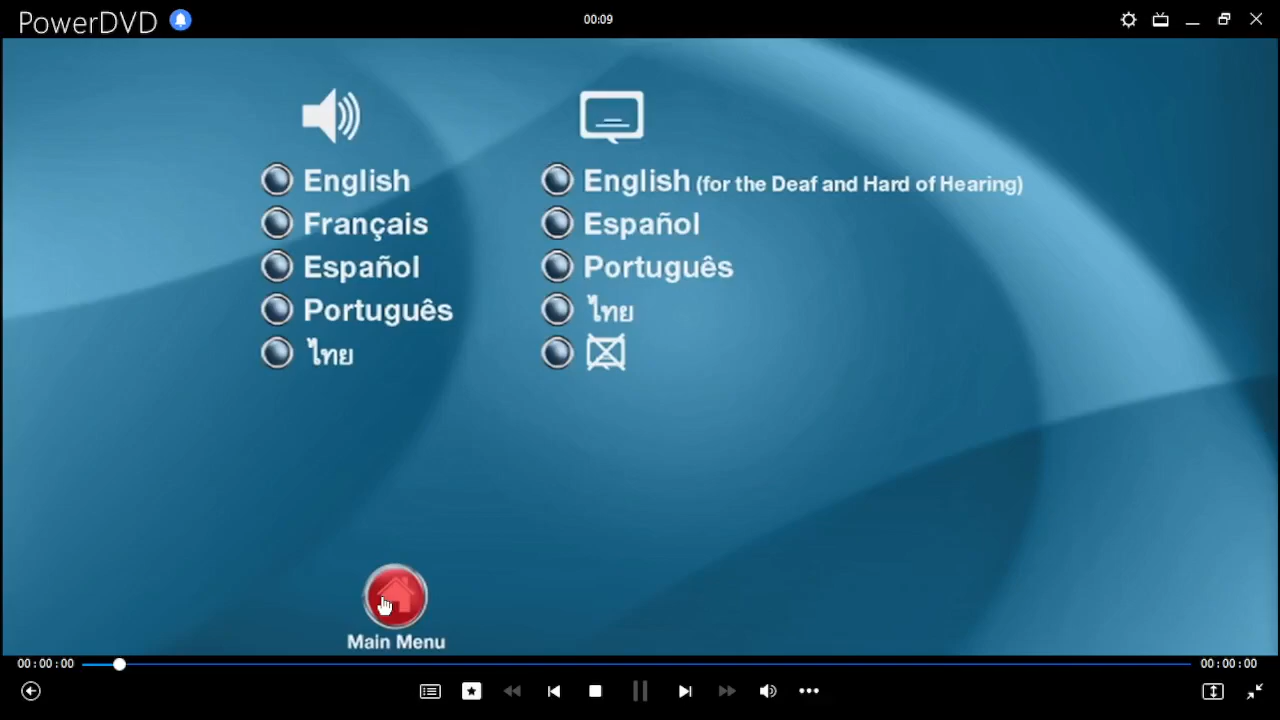 PowerDVD
00:09
English
Français
Español
Português
ไทย
English (for the Deaf and Hard of Hearing)
Español
Português
ไทย
Main Menu
00:00:00
00:00:00